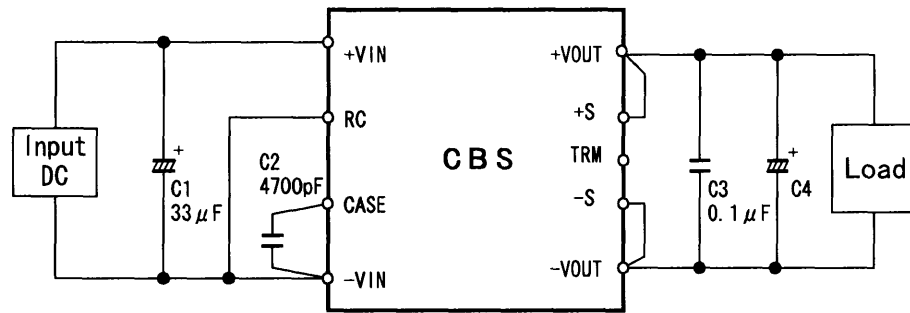 +VIN
+VOUT
RC
+S
Input
DC
+
C1
33μF
C2
4700pF
CBS
TRM
CASE
-S
C3
0.1μF
+
C4
Load
-VIN
-VOUT